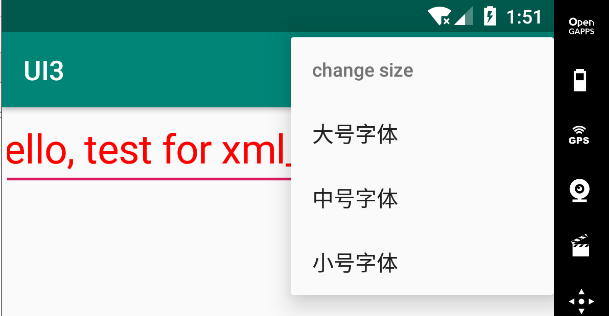 1:51
UI3
ello, test for xml_
change size
大号字体
中号字体
小号字体
Open
GAPPS
GPS